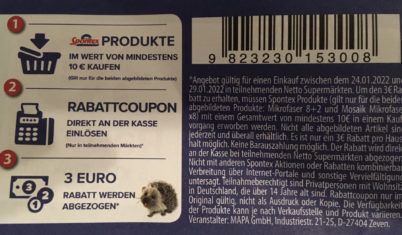 1
Spontex PRODUKTE
IM WERT VON MINDESTENS
10 € KAUFEN
(Gilt nur für die beiden abgebildeten Produkte)
2
RABATTCOUPON
DIREKT AN DER KASSE
EINLÖSEN
(Nur in teilnehmenden Märkten)*
3
3 EURO
RABATT WERDEN
ABGEZOGEN*
9 823230 153008
*Angebot gültig für einen Einkauf zwischen dem 24.01.2022 und
29.01.2022 in teilnehmenden Netto Supermärkten. Um den 3€ Ra
batt zu erhalten, müssen Spontex Produkte (gilt nur für die beiden
abgebildeten Produkte: Mikrofaser 8+2 und Mosaik Mikrofase
x8) mit einem Gesamtwert von mindestens 10€ in einem Kauf
vorgang erworben werden. Nicht alle abgebildeten Artikel sin
jederzeit und überall erhältlich. Es ist nur ein 3€ Rabatt pro Haus
halt möglich. Keine Barauszahlung möglich. Der Rabatt wird direk
an der Kasse bei teilnehmenden Netto Supermärkten abgezogen
Nicht mit anderen Spontex Aktionen oder Rabatten kombinierbar
Verbreitung über Internet-Portale und sonstige Vervielfältigung
untersagt. Teilnahmeberechtigt sind Privatpersonen mit Wohnsitz
in Deutschland, die über 14 Jahre alt sind. Rabattcoupon nur im
Original gültig, nicht als Ausdruck oder Kopie. Die Verfügbarkeit
der Produkte kann je nach Verkaufsstelle und Produkt variieren.
Veranstalter: MAPA GmbH, Industriestr. 21-25, D-27404 Zeven.